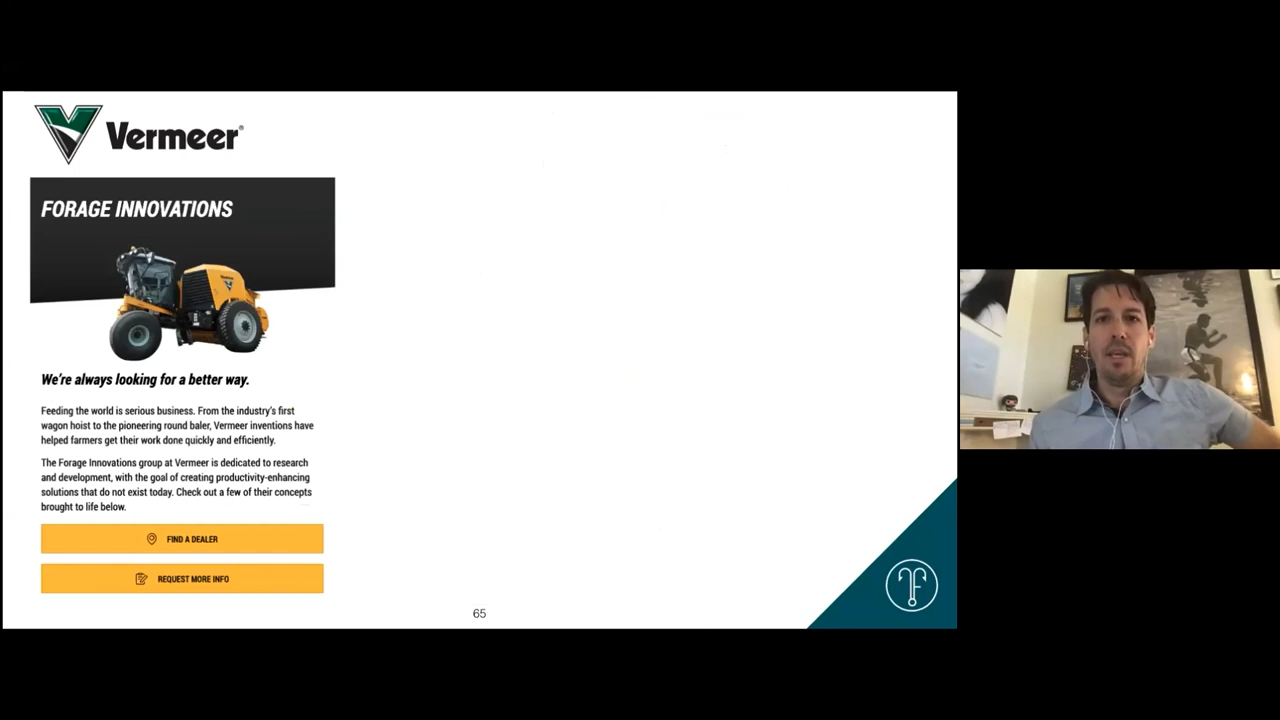 Vermeer®
FORAGE INNOVATIONS
We're always looking for a better way.
Feeding the world is serious business. From the industry's first
wagon hoist to the pioneering round baler, Vermeer inventions have
helped farmers get their work done quickly and efficiently.
The Forage Innovations group at Vermeer is dedicated to research
and development, with the goal of creating productivity-enhancing
solutions that do not exist today. Check out a few of their concepts
brought to life below.
FIND A DEALER
REQUEST MORE INFO
65